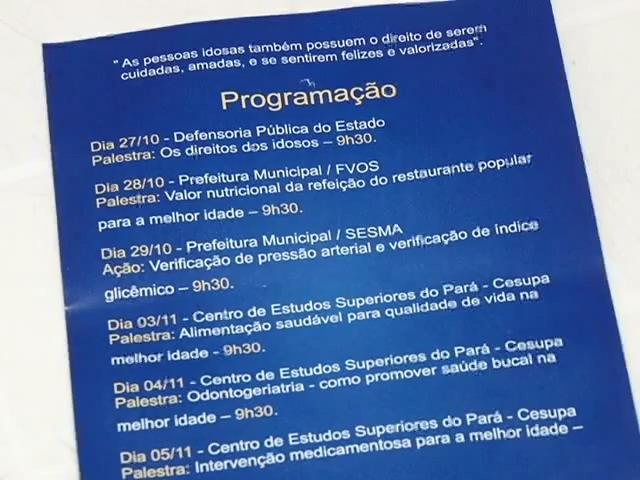 " As pessoas idosas também possuem o direito de serem
cuidadas, amadas, e se sentirem felizes e valorizadas".
Programação
Dia 27/10 - Defensoria Pública do Estado
Palestra: Os direitos dos idosos – 9h30.
Dia 28/10 - Prefeitura Municipal / FVOS
Palestra: Valor nutricional da refeição do restaurante popular
para a melhor idade – 9h30.
Dia 29/10 - Prefeitura Municipal / SESMA
Ação: Verificação de pressão arterial e verificação de índice
glicêmico – 9h30.
Dia 03/11 - Centro de Estudos Superiores do Pará - Cesupa
Palestra: Alimentação saudável para qualidade de vida na
melhor idade - 9h30.
Dia 04/11 - Centro de Estudos Superiores do Pará - Cesupa
Palestra: Odontogeriatria - como promover saúde bucal na
melhor idade – 9h30.
Dia 05/11 - Centro de Estudos Superiores do Pará - Cesupa
Palestra: Intervenção medicamentosa para a melhor idade –